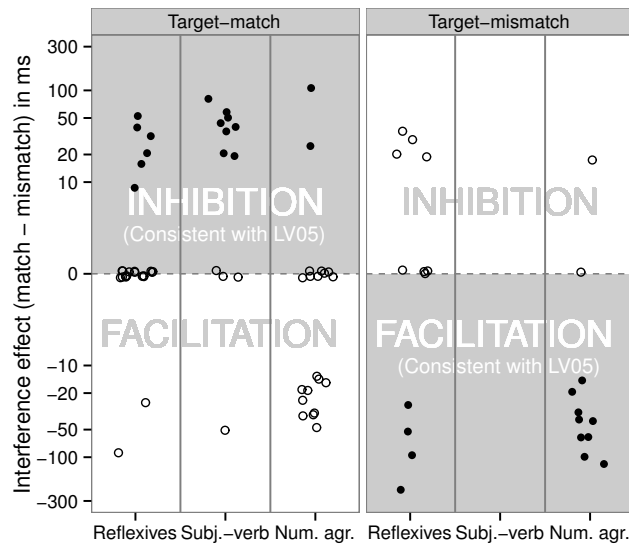 Target−match
Target−mismatch
Interference effect (match − mismatch) in ms
300
100
50
20
10
0
−10
−20
−50
−100
−300
INHIBITION
(Consistent with LV05)
FACILITATION
INHIBITION
FACILITATION
(Consistent with LV05)
Reflexives Subj.−verb Num. agr.
Reflexives Subj.−verb Num. agr.